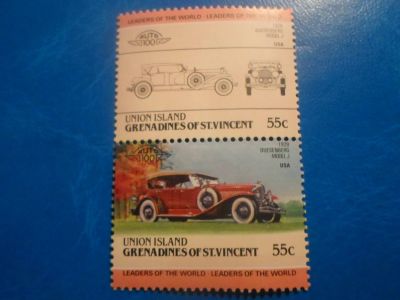 LEADERS OF THE WORLD · LEADERS OF THE WORLD
AUTO
100
1929
DUESENBERG
MODEL J
USA
UNION ISLAND
GRENADINES OF ST.VINCENT
55c
AUTO
100
1929
DUESENBERG
MODEL J
USA
UNION ISLAND
GRENADINES OF ST.VINCENT
55c
LEADERS OF THE WORLD · LEADERS OF THE WORLD